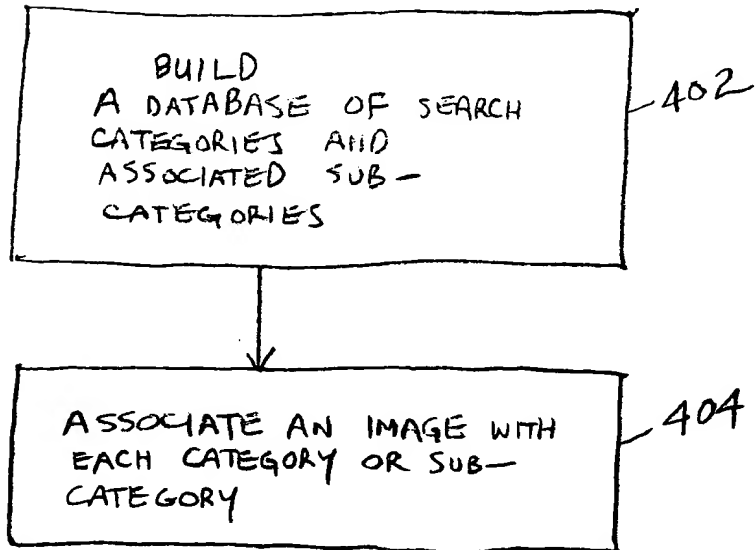 BUILD
A DATABASE OF SEARCH
CATEGORIES AND
ASSOCIATED SUB-
CATEGORIES
402
ASSOCIATE AN IMAGE WITH
EACH CATEGORY OR SUB-
CATEGORY
404